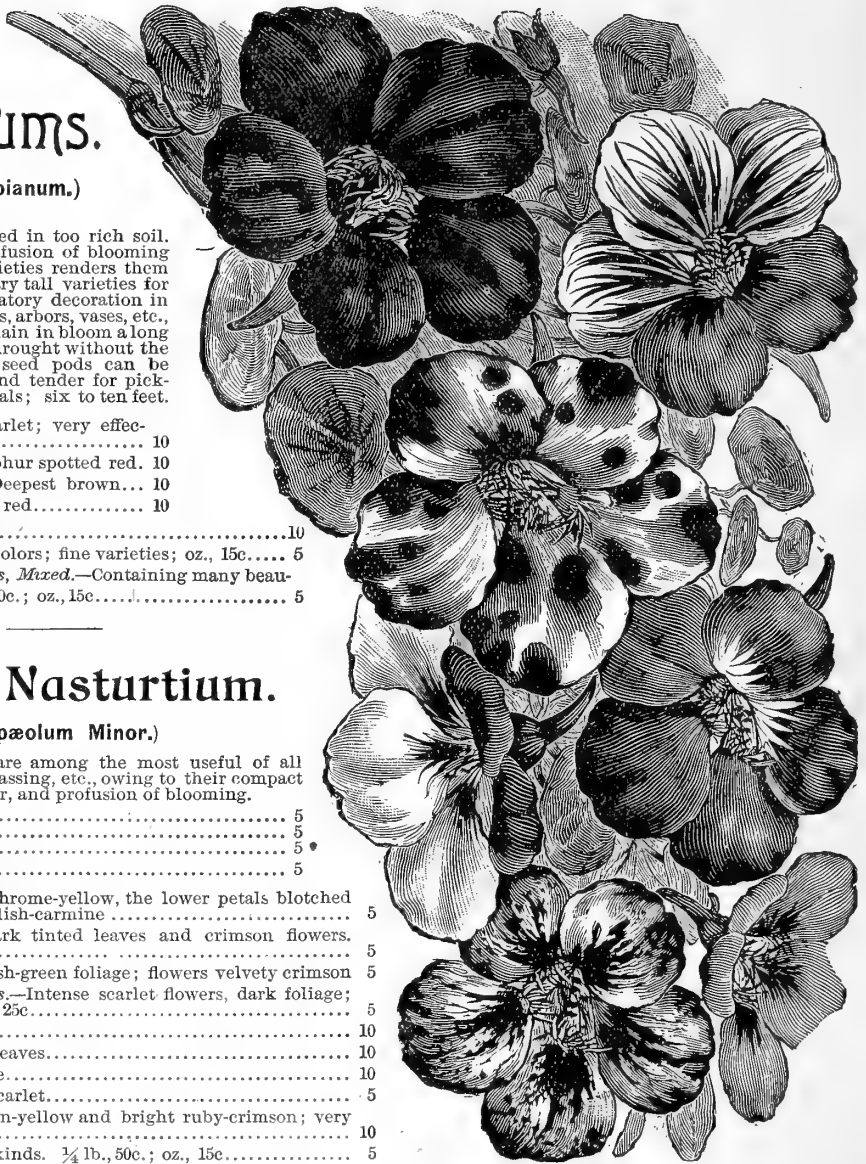 ums.
bianum.)
ed in too rich soil.
fusion of blooming
ieties renders them
ry tall varieties for
atory decoration in
s, arbors, vases, etc.,
ain in bloom a long
rought without the
seed pods can be
nd tender for pick-
als; six to ten feet.
arlet; very effec-
.................. 10
phur spotted red. 10
Deepest brown... 10
red.............. 10
..........................................10
olors; fine varieties; oz., 15c..... 5
s, Mixed.—Containing many beau-
0c.; oz., 15c........................... 5
Nasturtium.
pæolum Minor.)
are among the most useful of all
assing, etc., owing to their compact
r, and profusion of blooming.
.......................................... 5
.......................................... 5
.......................................... 5
.......................................... 5
hrome-yellow, the lower petals blotched
lish-carmine .................................. 5
ark tinted leaves and crimson flowers.
.................................................. 5
sh-green foliage; flowers velvety crimson 5
s.—Intense scarlet flowers, dark foliage;
25c.............................................. 5
.................................................. 10
eaves............................................ 10
e.................................................. 10
carlet............................................ 5
n-yellow and bright ruby-crimson; very
.................................................. 10
kinds. ¼ lb., 50c.; oz., 15c................ 5